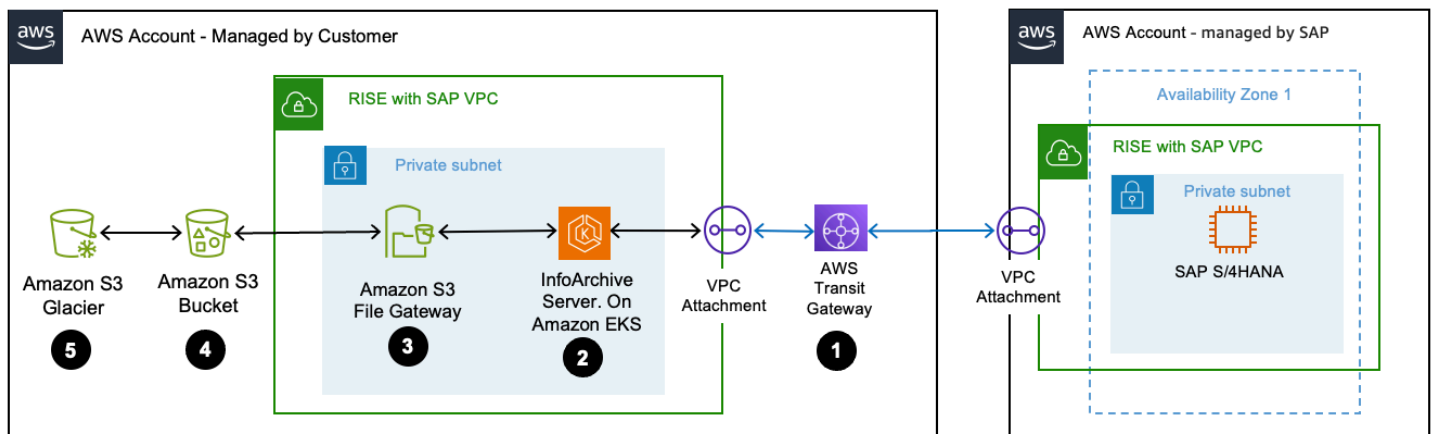 aws
AWS Account - Managed by Customer
RISE with SAP VPC
Private subnet
Amazon S3
Glacier
5
Amazon S3
Bucket
4
Amazon S3
File Gateway
3
InfoArchive
Server. On
Amazon EKS
2
K
VPC
Attachment
AWS
Transit
Gateway
1
aws
AWS Account - managed by SAP
Availability Zone 1
RISE with SAP VPC
Private subnet
SAP S/4HANA
VPC
Attachment